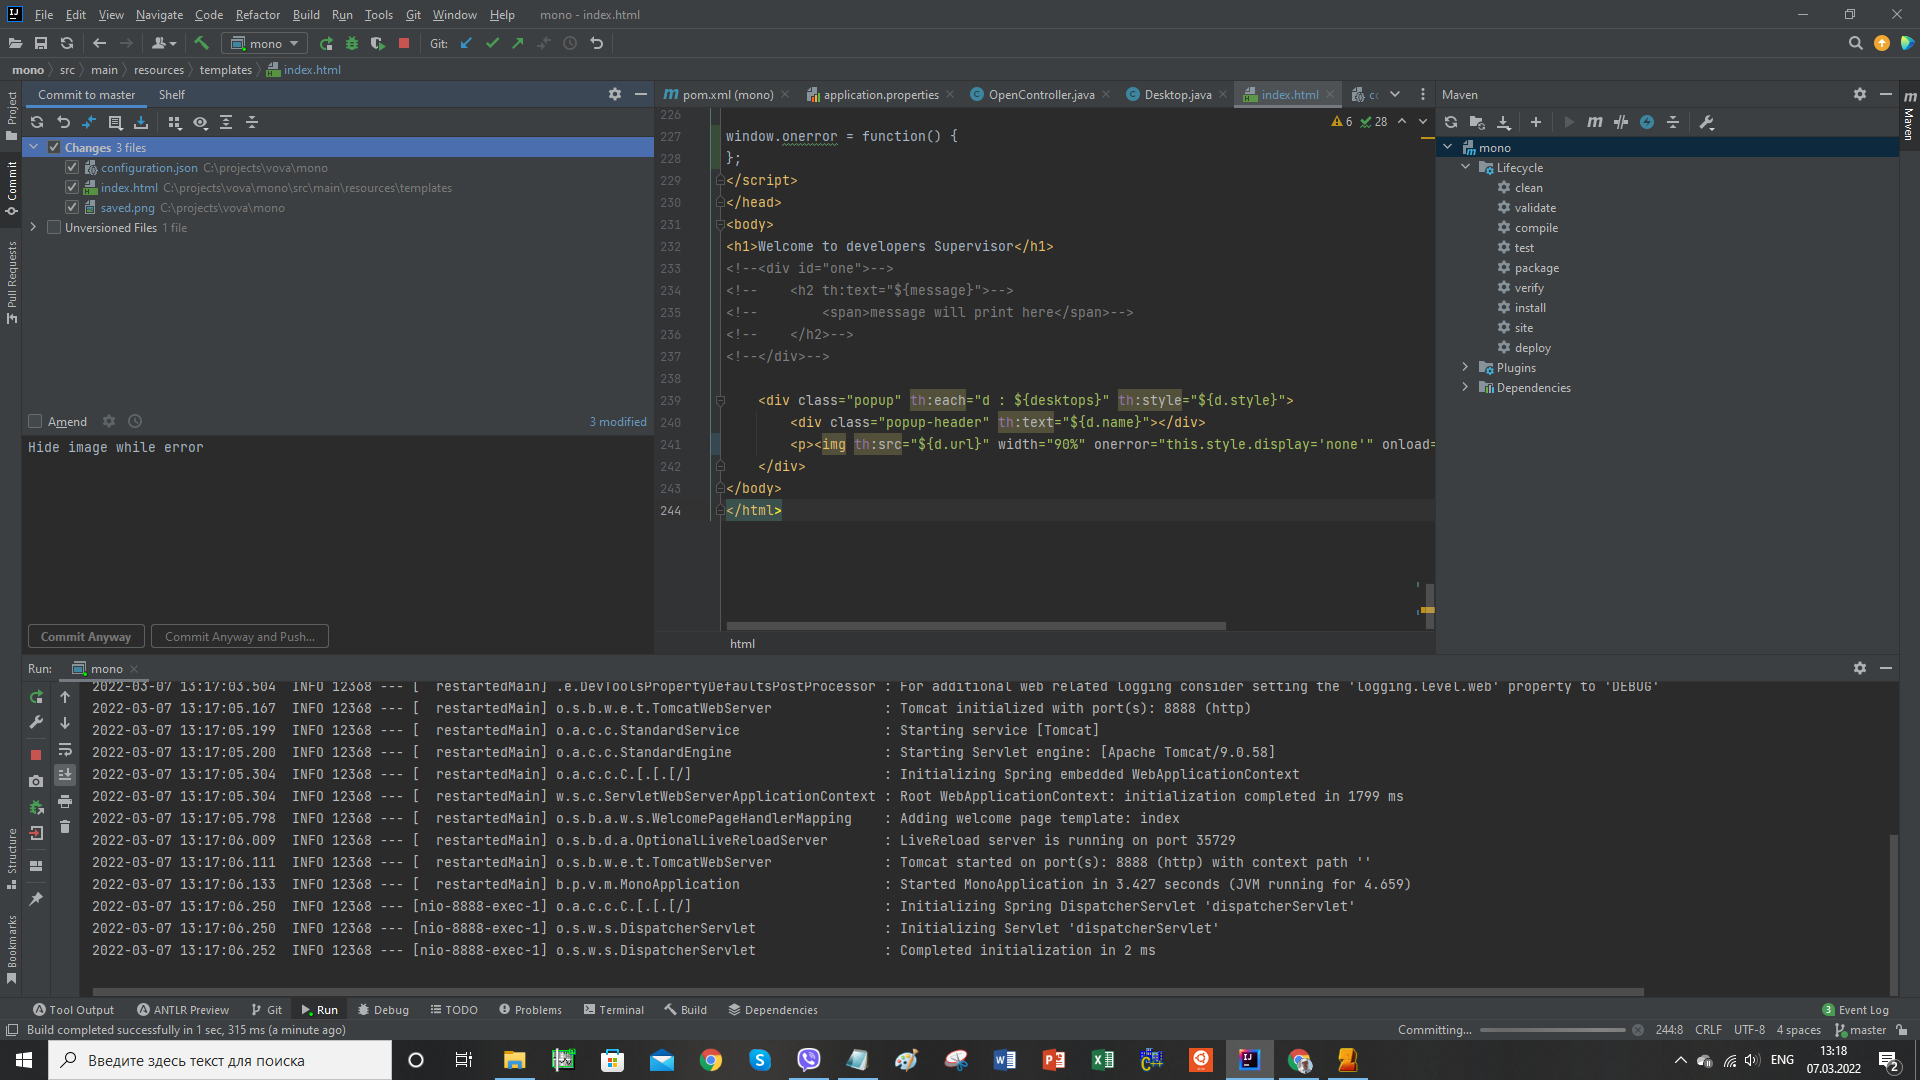 File Edit View Navigate Code Refactor Build Run Tools Git Window Help mono - index.html
mono Git:
mono src main resources templates index.html
Commit to master Shelf
Changes 3 files
configuration.json C:\projects\vova\mono
index.html C:\projects\vova\mono\src\main\resources\templates
saved.png C:\projects\vova\mono
Unversioned Files 1 file
Amend 3 modified
Hide image while error
Commit Anyway Commit Anyway and Push...
Project
Commit
Pull Requests
Structure
Bookmarks
pom.xml (mono) application.properties OpenController.java Desktop.java index.html
6 28
226
227 window.onerror = function() {
228 };
229 </script>
230 </head>
231 <body>
232 <h1>Welcome to developers Supervisor</h1>
233 <!--<div id="one">-->
234 <!--    <h2 th:text="${message}">-->
235 <!--        <span>message will print here</span>-->
236 <!--    </h2>-->
237 <!--</div>-->
238
239 <div class="popup" th:each="d : ${desktops}" th:style="${d.style}">
240 <div class="popup-header" th:text="${d.name}"></div>
241 <p><img th:src="${d.url}" width="90%" onerror="this.style.display='none'" onload=
242 </div>
243 </body>
244 </html>
html
Maven
mono
Lifecycle
clean
validate
compile
test
package
verify
install
site
deploy
Plugins
Dependencies
Maven
Run: mono
2022-03-07 13:17:03.504  INFO 12368 --- [  restartedMain] .e.DevToolsPropertyDefaultsPostProcessor : For additional web related logging consider setting the 'logging.level.web' property to 'DEBUG'
2022-03-07 13:17:05.167  INFO 12368 --- [  restartedMain] o.s.b.w.e.t.TomcatWebServer              : Tomcat initialized with port(s): 8888 (http)
2022-03-07 13:17:05.199  INFO 12368 --- [  restartedMain] o.a.c.c.StandardService                  : Starting service [Tomcat]
2022-03-07 13:17:05.200  INFO 12368 --- [  restartedMain] o.a.c.c.StandardEngine                   : Starting Servlet engine: [Apache Tomcat/9.0.58]
2022-03-07 13:17:05.304  INFO 12368 --- [  restartedMain] o.a.c.c.C.[.[.[/]                        : Initializing Spring embedded WebApplicationContext
2022-03-07 13:17:05.304  INFO 12368 --- [  restartedMain] w.s.c.ServletWebServerApplicationContext : Root WebApplicationContext: initialization completed in 1799 ms
2022-03-07 13:17:05.798  INFO 12368 --- [  restartedMain] o.s.b.a.w.s.WelcomePageHandlerMapping    : Adding welcome page template: index
2022-03-07 13:17:06.009  INFO 12368 --- [  restartedMain] o.s.b.d.a.OptionalLiveReloadServer       : LiveReload server is running on port 35729
2022-03-07 13:17:06.111  INFO 12368 --- [  restartedMain] o.s.b.w.e.t.TomcatWebServer              : Tomcat started on port(s): 8888 (http) with context path ''
2022-03-07 13:17:06.133  INFO 12368 --- [  restartedMain] b.p.v.m.MonoApplication                  : Started MonoApplication in 3.427 seconds (JVM running for 4.659)
2022-03-07 13:17:06.250  INFO 12368 --- [nio-8888-exec-1] o.a.c.c.C.[.[.[/]                        : Initializing Spring DispatcherServlet 'dispatcherServlet'
2022-03-07 13:17:06.250  INFO 12368 --- [nio-8888-exec-1] o.s.w.s.DispatcherServlet                : Initializing Servlet 'dispatcherServlet'
2022-03-07 13:17:06.252  INFO 12368 --- [nio-8888-exec-1] o.s.w.s.DispatcherServlet                : Completed initialization in 2 ms
Tool Output ANTLR Preview Git Run Debug TODO Problems Terminal Build Dependencies 3 Event Log
Build completed successfully in 1 sec, 315 ms (a minute ago) Committing... 244:8 CRLF UTF-8 4 spaces master
Введите здесь текст для поиска ENG 13:18
07.03.2022 2